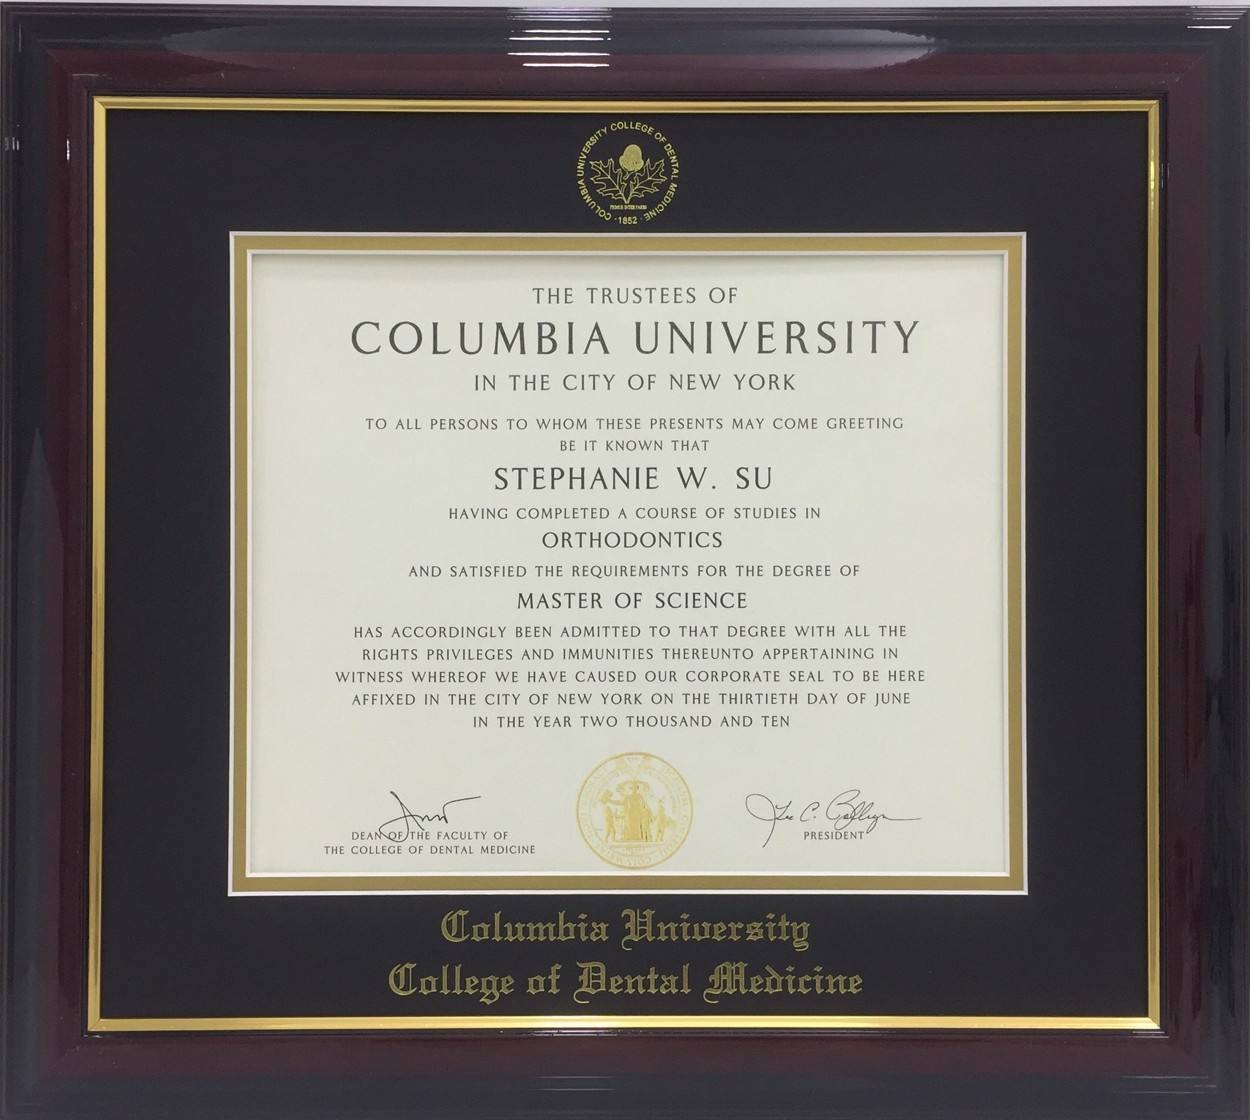 COLUMBIA UNIVERSITY COLLEGE OF DENTAL MEDICINE
· 1852 ·
THE TRUSTEES OF
COLUMBIA UNIVERSITY
IN THE CITY OF NEW YORK
TO ALL PERSONS TO WHOM THESE PRESENTS MAY COME GREETING
BE IT KNOWN THAT
STEPHANIE W. SU
HAVING COMPLETED A COURSE OF STUDIES IN
ORTHODONTICS
AND SATISFIED THE REQUIREMENTS FOR THE DEGREE OF
MASTER OF SCIENCE
HAS ACCORDINGLY BEEN ADMITTED TO THAT DEGREE WITH ALL THE
RIGHTS PRIVILEGES AND IMMUNITIES THEREUNTO APPERTAINING IN
WITNESS WHEREOF WE HAVE CAUSED OUR CORPORATE SEAL TO BE HERE
AFFIXED IN THE CITY OF NEW YORK ON THE THIRTIETH DAY OF JUNE
IN THE YEAR TWO THOUSAND AND TEN
DEAN OF THE FACULTY OF
THE COLLEGE OF DENTAL MEDICINE
PRESIDENT
Columbia University
College of Dental Medicine